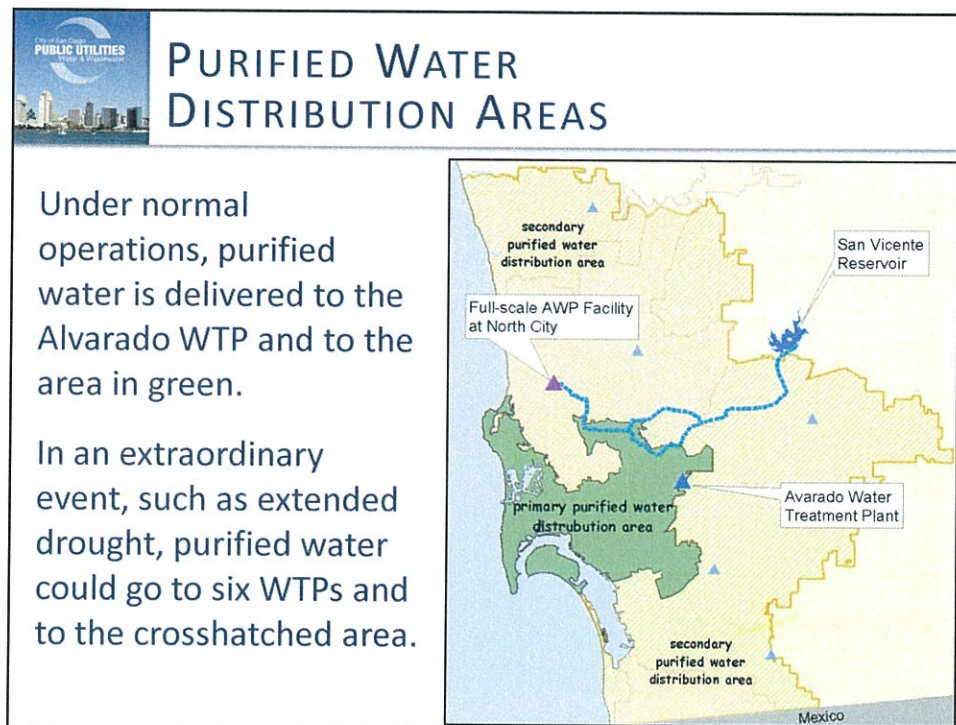 City of San Diego
PUBLIC UTILITIES
Water & Wastewater
PURIFIED WATER
DISTRIBUTION AREAS
Under normal
operations, purified
water is delivered to the
Alvarado WTP and to the
area in green.
In an extraordinary
event, such as extended
drought, purified water
could go to six WTPs and
to the crosshatched area.
secondary
purified water
distribution area
San Vicente
Reservoir
Full-scale AWP Facility
at North City
primary purified water
distrubution area
Avarado Water
Treatment Plant
secondary
purified water
distribution area
Mexico